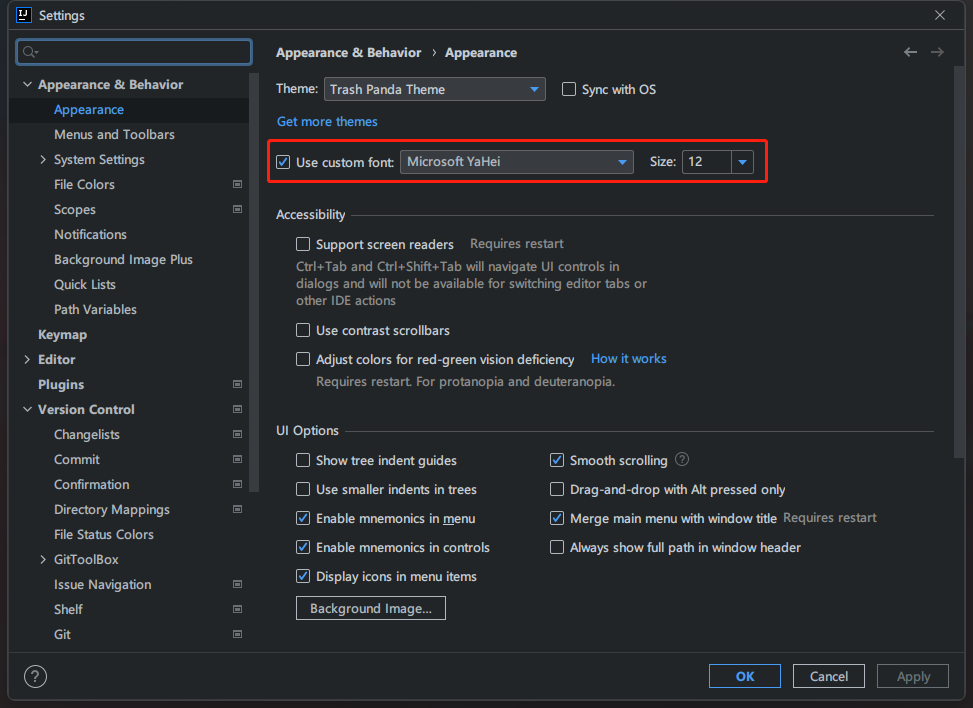 Settings
Appearance & Behavior
Appearance
Menus and Toolbars
System Settings
File Colors
Scopes
Notifications
Background Image Plus
Quick Lists
Path Variables
Keymap
Editor
Plugins
Version Control
Changelists
Commit
Confirmation
Directory Mappings
File Status Colors
GitToolBox
Issue Navigation
Shelf
Git
Appearance & Behavior › Appearance
Theme: Trash Panda Theme Sync with OS
Get more themes
Use custom font: Microsoft YaHei Size: 12
Accessibility
Support screen readers Requires restart
Ctrl+Tab and Ctrl+Shift+Tab will navigate UI controls in
dialogs and will not be available for switching editor tabs or
other IDE actions
Use contrast scrollbars
Adjust colors for red-green vision deficiency How it works
Requires restart. For protanopia and deuteranopia.
UI Options
Show tree indent guides Smooth scrolling ?
Use smaller indents in trees Drag-and-drop with Alt pressed only
Enable mnemonics in menu Merge main menu with window title Requires restart
Enable mnemonics in controls Always show full path in window header
Display icons in menu items
Background Image...
? OK Cancel Apply